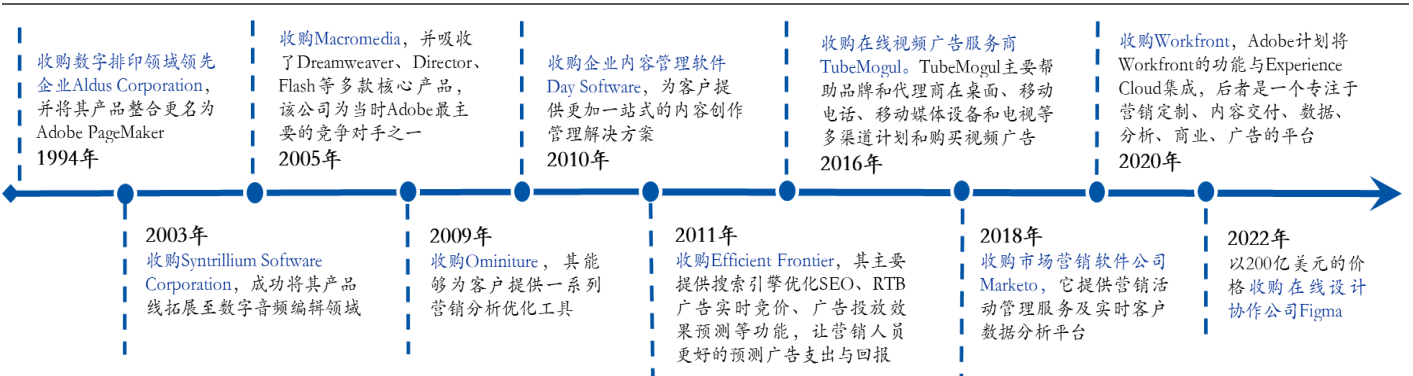 收购数字排印领域领先
企业Aldus Corporation，
并将其产品整合更名为
Adobe PageMaker
1994年
收购Macromedia，并吸收
了Dreamweaver、Director、
Flash等多款核心产品，
该公司为当时Adobe最主
要的竞争对手之一
2005年
收购企业内容管理软件
Day Software，为客户提
供更加一站式的内容创作
管理解决方案
2010年
收购在线视频广告服务商
TubeMogul。TubeMogul主要帮
助品牌和代理商在桌面、移动
电话、移动媒体设备和电视等
多渠道计划和购买视频广告
2016年
收购Workfront，Adobe计划将
Workfront的功能与Experience
Cloud集成，后者是一个专注于
营销定制、内容交付、数据、
分析、商业、广告的平台
2020年
2003年
收购Syntrillium Software
Corporation，成功将其产品
线拓展至数字音频编辑领域
2009年
收购Ominiture，其能
够为客户提供一系列
营销分析优化工具
2011年
收购Efficient Frontier，其主要
提供搜索引擎优化SEO、RTB
广告实时竞价、广告投放效
果预测等功能，让营销人员
更好的预测广告支出与回报
2018年
收购市场营销软件公司
Marketo，它提供营销活
动管理服务及实时客户
数据分析平台
2022年
以200亿美元的价
格收购在线设计
协作公司Figma